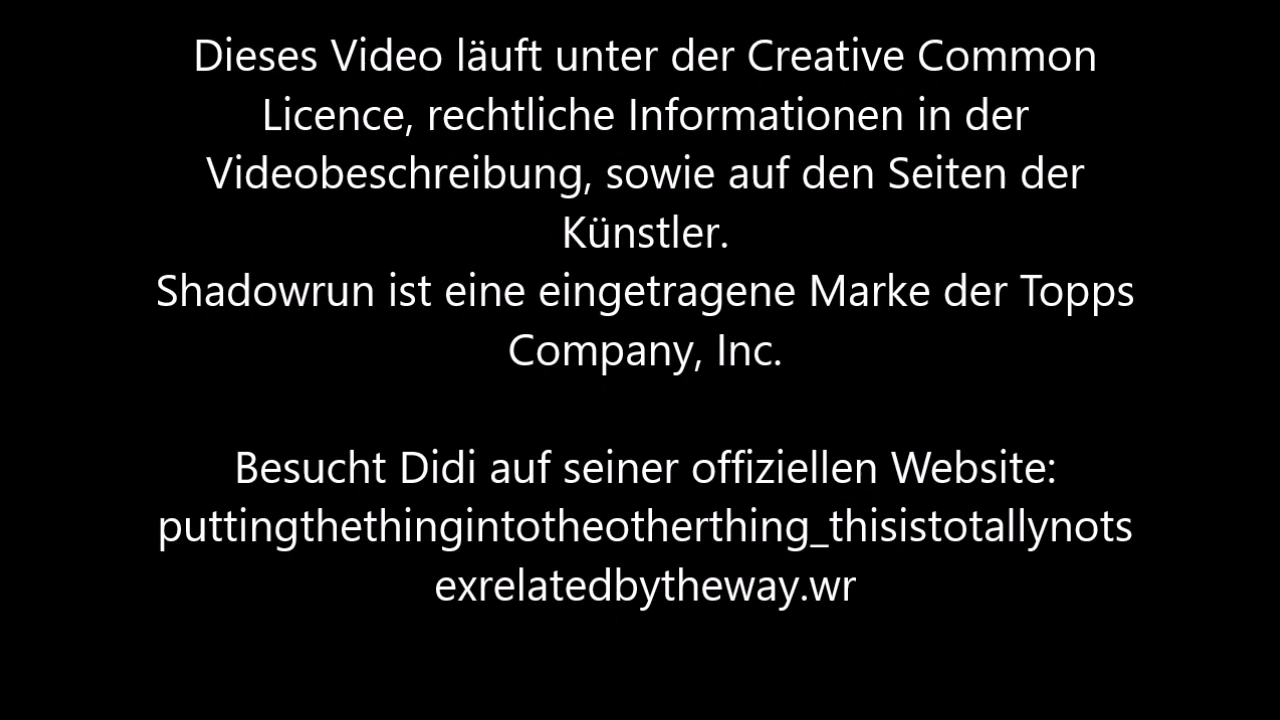 Dieses Video läuft unter der Creative Common
Licence, rechtliche Informationen in der
Videobeschreibung, sowie auf den Seiten der
Künstler.
Shadowrun ist eine eingetragene Marke der Topps
Company, Inc.
Besucht Didi auf seiner offiziellen Website:
puttingthethingintotheotherthing_thisistotallynots
exrelatedbytheway.wr